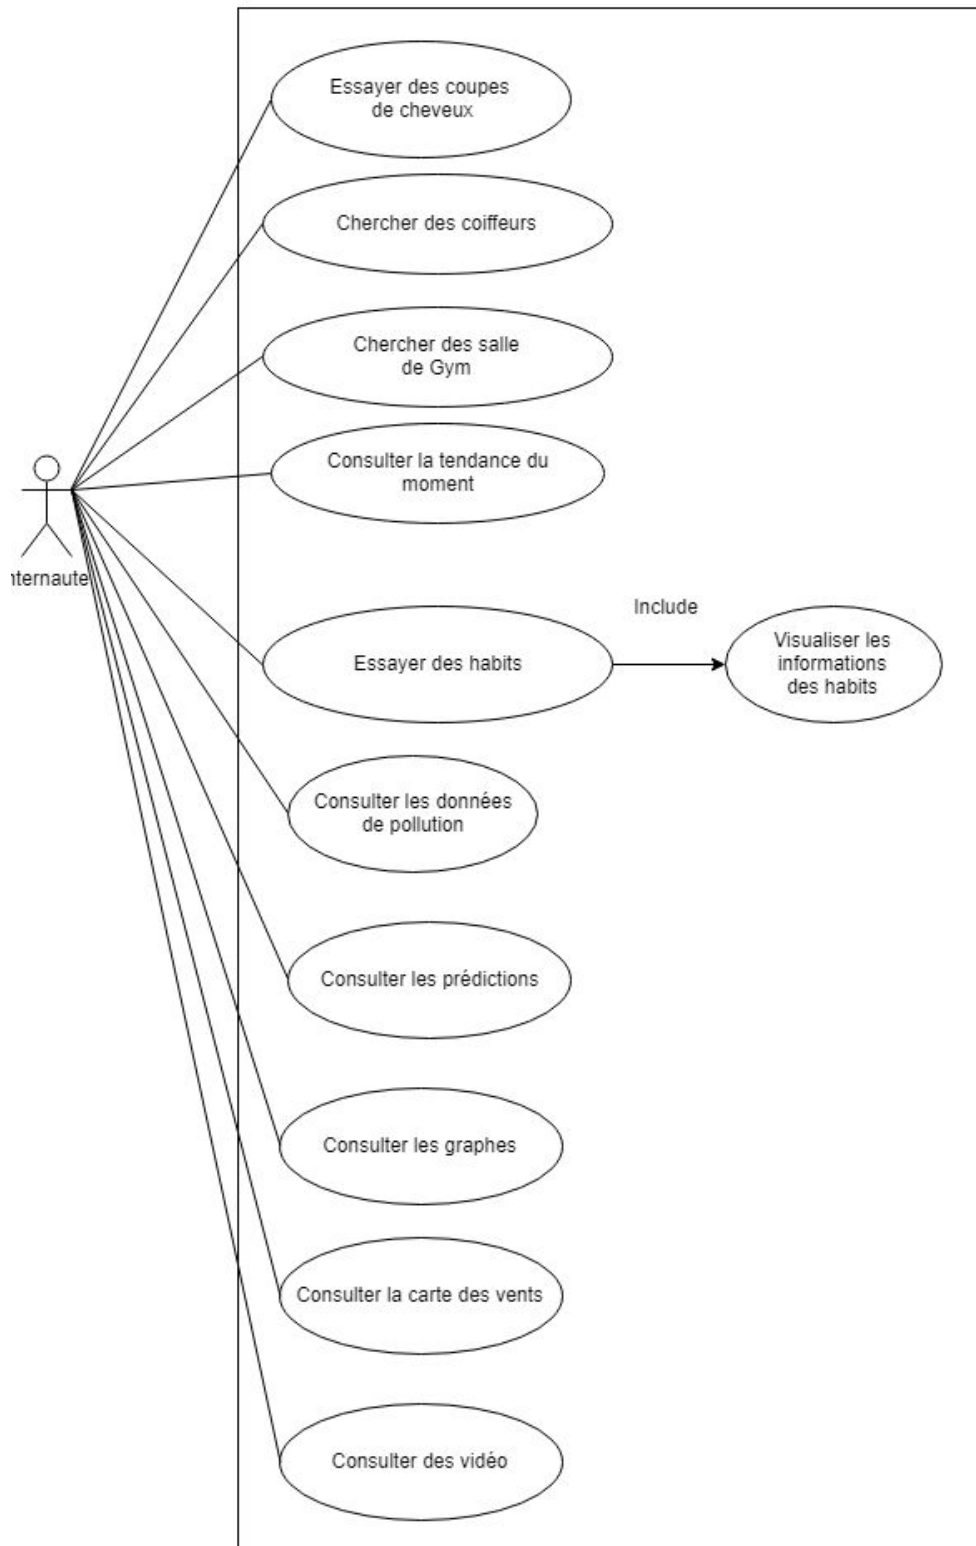 Essayer des coupes
de cheveux
Chercher des coiffeurs
Chercher des salle
de Gym
Consulter la tendance du
moment
nternaute
Include
Essayer des habits
Visualiser les
informations
des habits
Consulter les données
de pollution
Consulter les prédictions
Consulter les graphes
Consulter la carte des vents
Consulter des vidéo